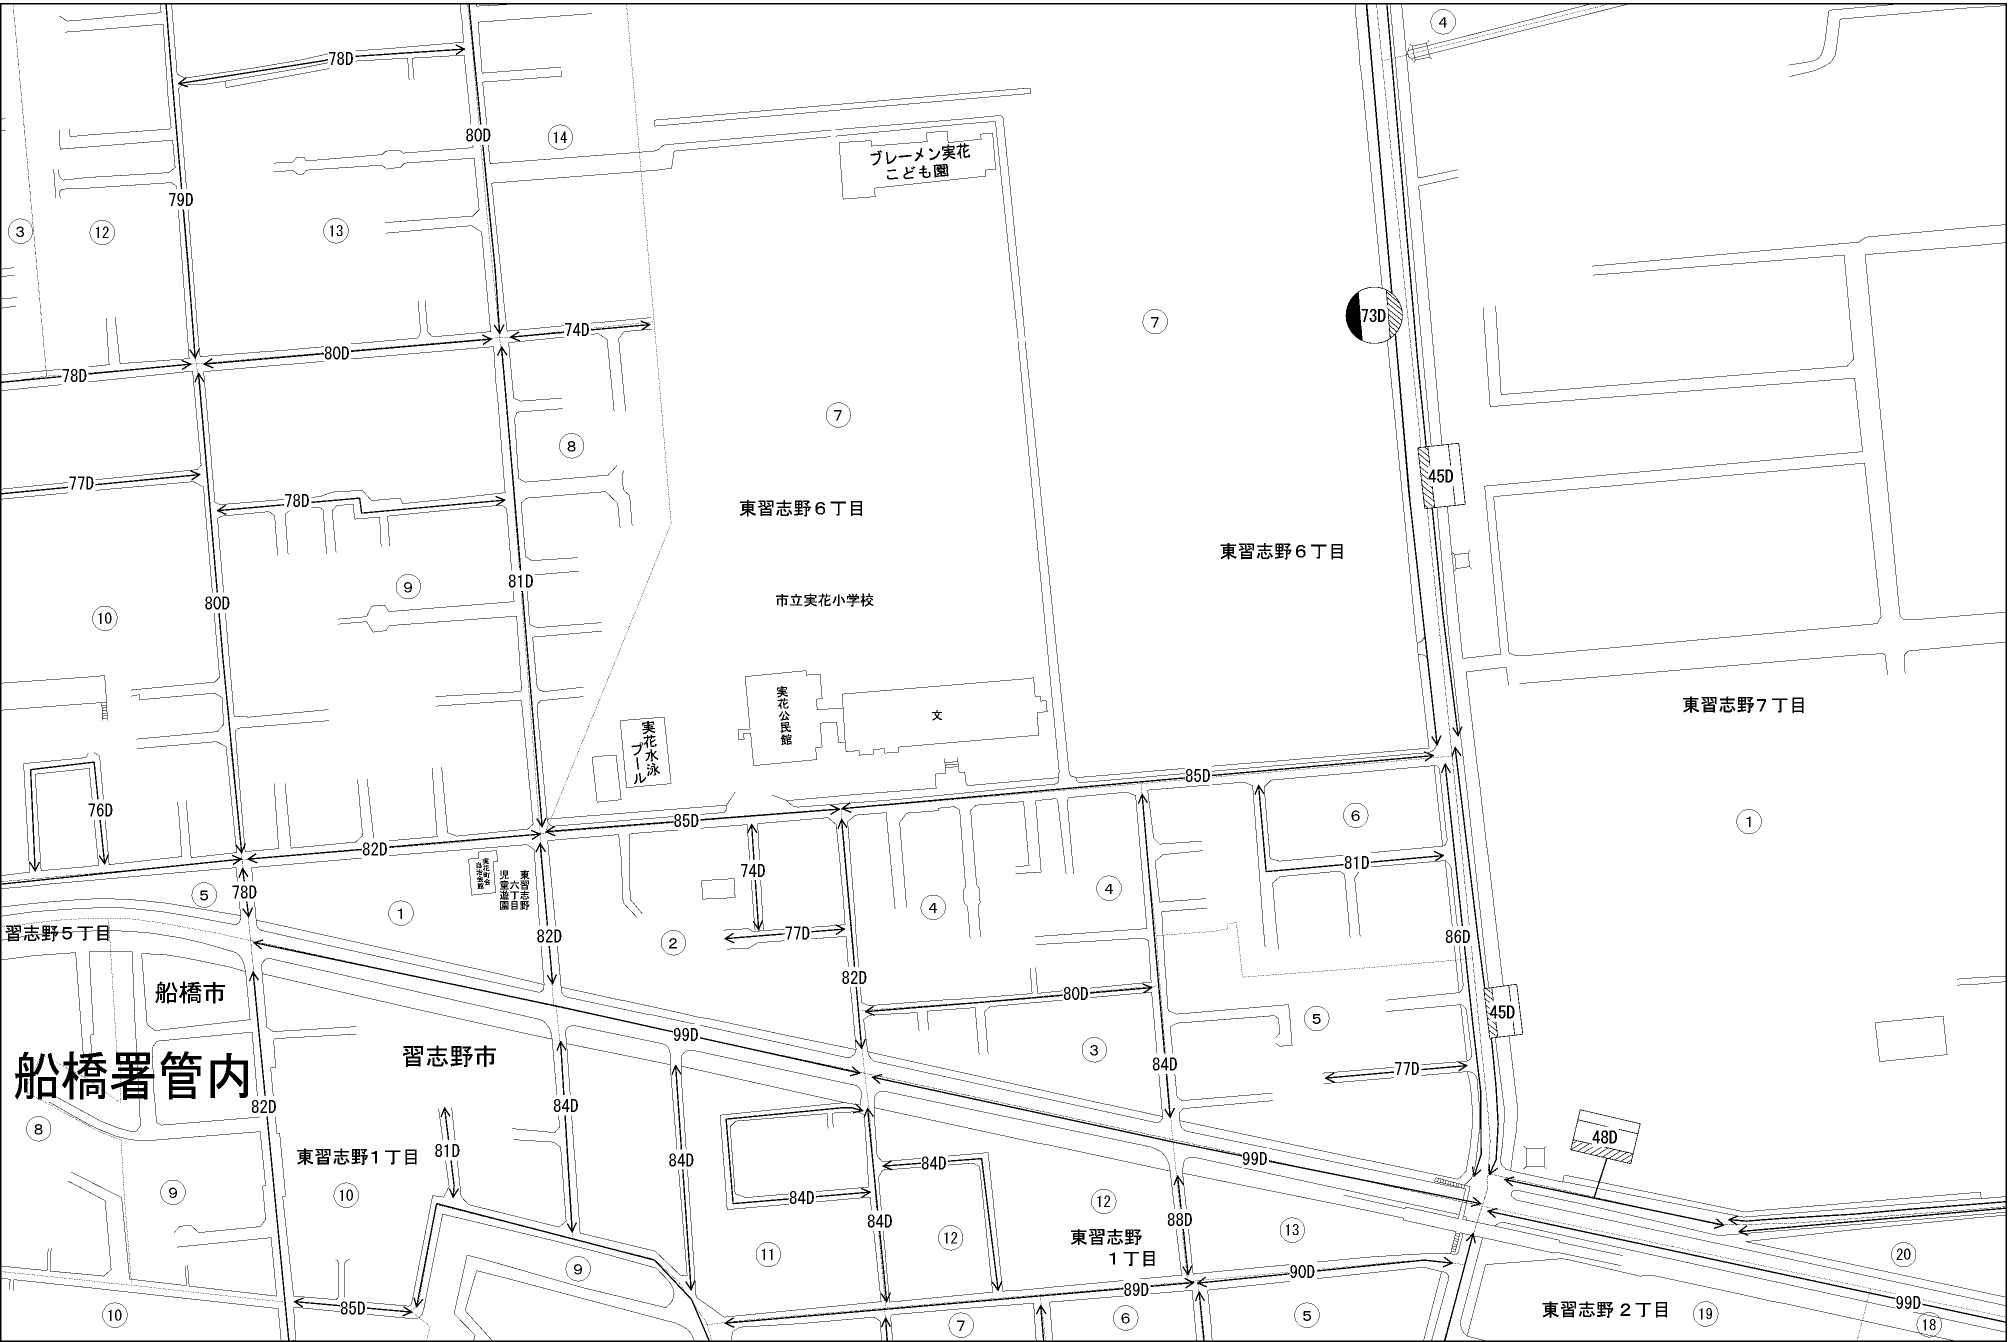 ④
78D
80D
⑭
ブレーメン実花
こども園
79D
③
⑫
⑬
⑦
73D
74D
80D
78D
⑦
⑧
45D
77D
78D
東習志野６丁目
東習志野６丁目
81D
⑨
80D
市立実花小学校
⑩
実花公民館
文
東習志野７丁目
実花水泳
プール
85D
76D
85D
⑥
①
82D
81D
実花町会
自治会館
東習志野
六丁目
児童遊園
74D
78D
⑤
①
④
④
習志野５丁目
82D
②
77D
86D
船橋市
82D
80D
45D
⑤
99D
習志野市
③
84D
77D
船橋署管内
82D
84D
⑧
48D
東習志野１丁目
81D
84D
84D
99D
⑨
⑩
84D
⑫
84D
88D
⑬
東習志野
１丁目
⑫
⑪
⑳
⑨
90D
89D
85D
⑩
⑦
⑥
⑤
東習志野２丁目
⑲
99D
⑱